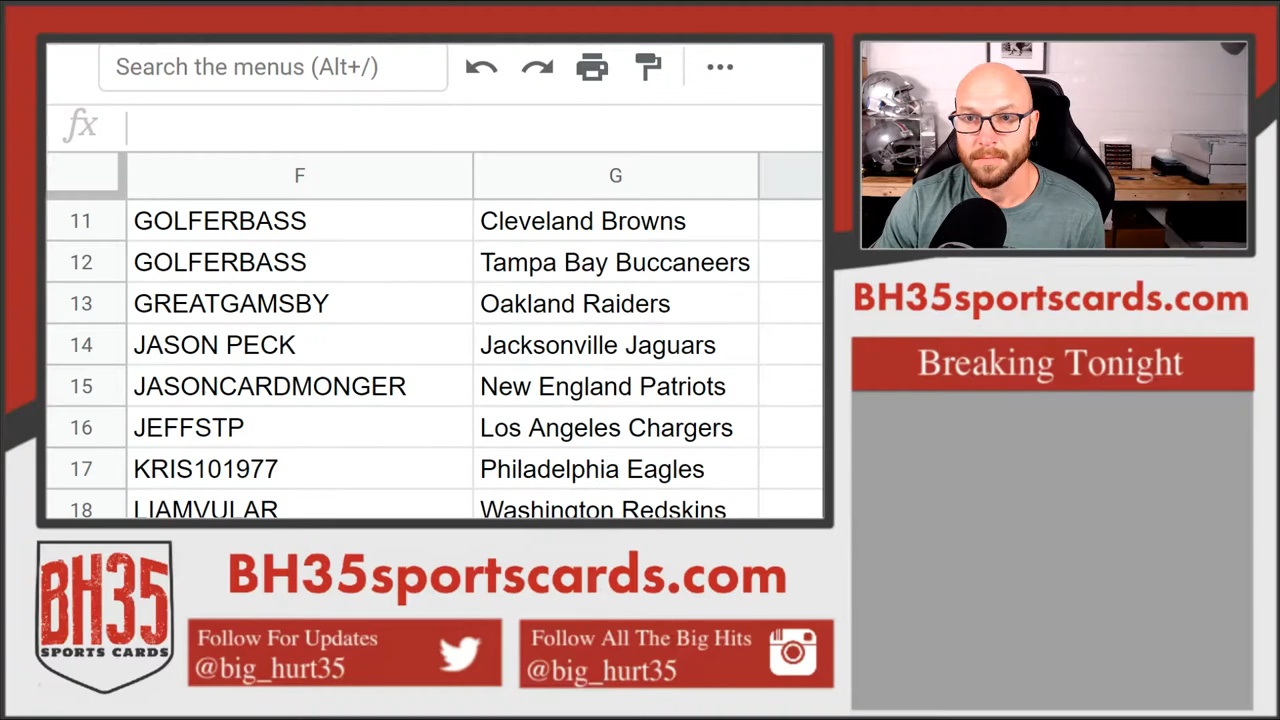 Search the menus (Alt+/)
fx
F G
11 GOLFERBASS Cleveland Browns
12 GOLFERBASS Tampa Bay Buccaneers
13 GREATGAMSBY Oakland Raiders
14 JASON PECK Jacksonville Jaguars
15 JASONCARDMONGER New England Patriots
16 JEFFSTP Los Angeles Chargers
17 KRIS101977 Philadelphia Eagles
18 LIAMVULAR Washington Redskins
BH35sportscards.com
Breaking Tonight
BH35
SPORTS CARDS
BH35sportscards.com
Follow For Updates
@big_hurt35
Follow All The Big Hits
@big_hurt35